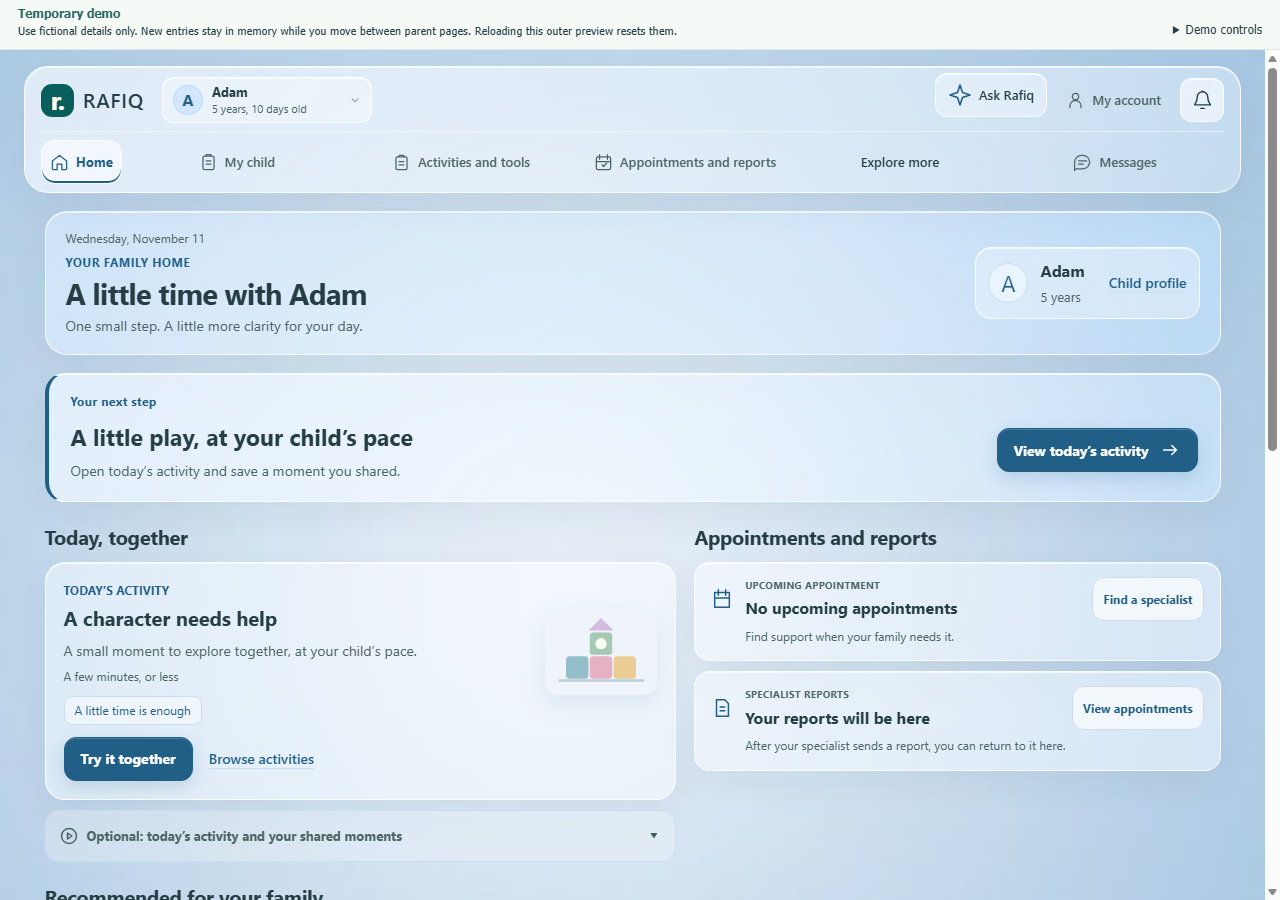 Temporary demo
Use fictional details only. New entries stay in memory while you move between parent pages. Reloading this outer preview resets them.
▶ Demo controls
r. RAFIQ
A
Adam
5 years, 10 days old
Ask Rafiq
My account
Home
My child
Activities and tools
Appointments and reports
Explore more
Messages
Wednesday, November 11
YOUR FAMILY HOME
A little time with Adam
One small step. A little more clarity for your day.
A
Adam
5 years
Child profile
Your next step
A little play, at your child’s pace
Open today’s activity and save a moment you shared.
View today’s activity
Today, together
TODAY’S ACTIVITY
A character needs help
A small moment to explore together, at your child’s pace.
A few minutes, or less
A little time is enough
Try it together
Browse activities
Optional: today’s activity and your shared moments
Appointments and reports
UPCOMING APPOINTMENT
No upcoming appointments
Find support when your family needs it.
Find a specialist
SPECIALIST REPORTS
Your reports will be here
After your specialist sends a report, you can return to it here.
View appointments
Recommended for your family